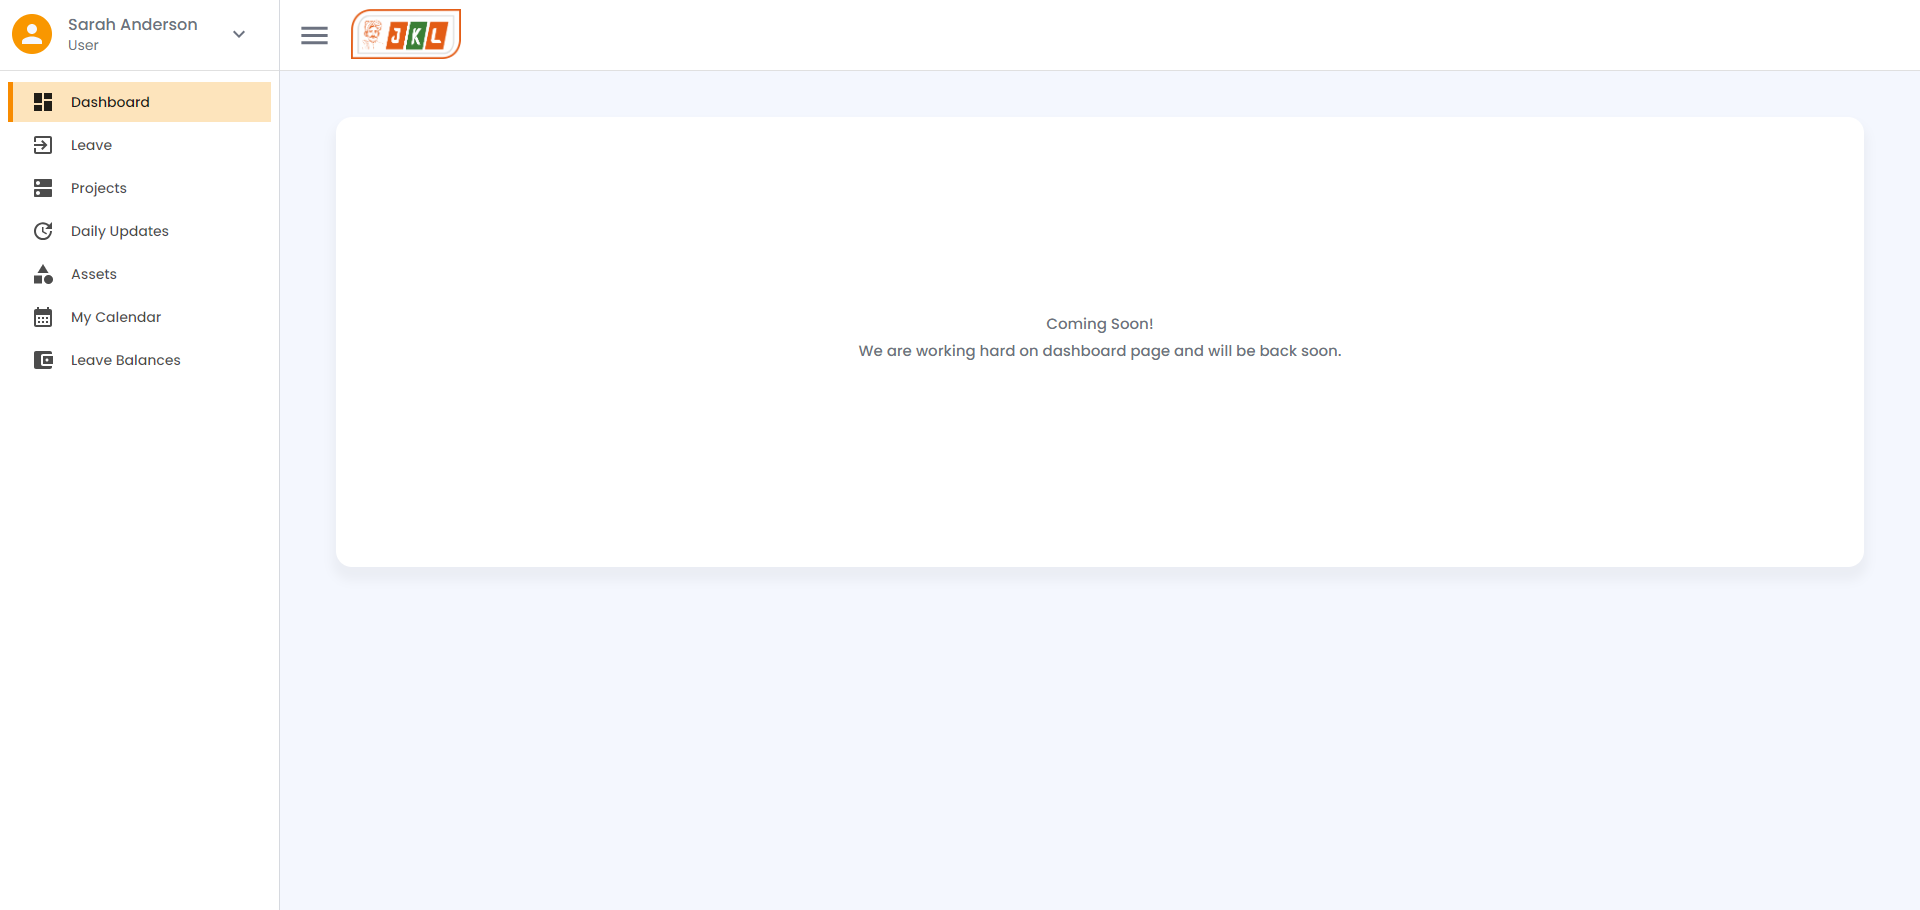 Sarah Anderson
User
JKL
Dashboard
Leave
Projects
Daily Updates
Assets
My Calendar
Leave Balances
Coming Soon!
We are working hard on dashboard page and will be back soon.